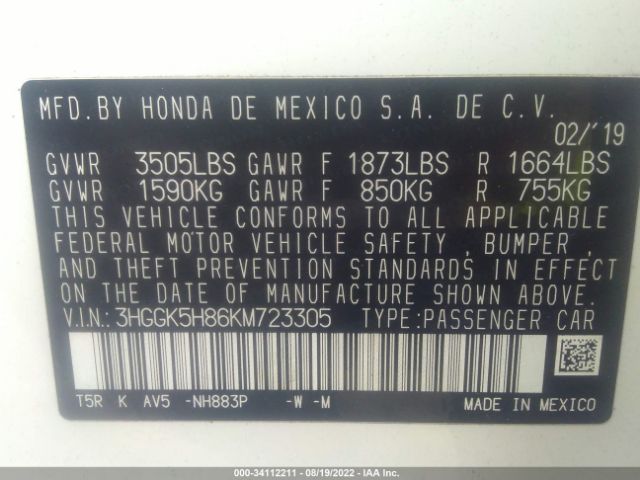 MFD.BY HONDA DE MEXICO S.A. DE C.V.
02/'19
GVWR 3505LBS GAWR F 1873LBS R 1664LBS
GVWR 1590KG GAWR F 850KG R 755KG
THIS VEHICLE CONFORMS TO ALL APPLICABLE
FEDERAL MOTOR VEHICLE SAFETY , BUMPER ,
AND THEFT PREVENTION STANDARDS IN EFFECT
ON THE DATE OF MANUFACTURE SHOWN ABOVE.
V.I.N.: 3HGGK5H86KM723305 TYPE:PASSENGER CAR
T5R K AV5 -NH883P -W -M MADE IN MEXICO
000-34112211 - 08/19/2022 - IAA Inc.